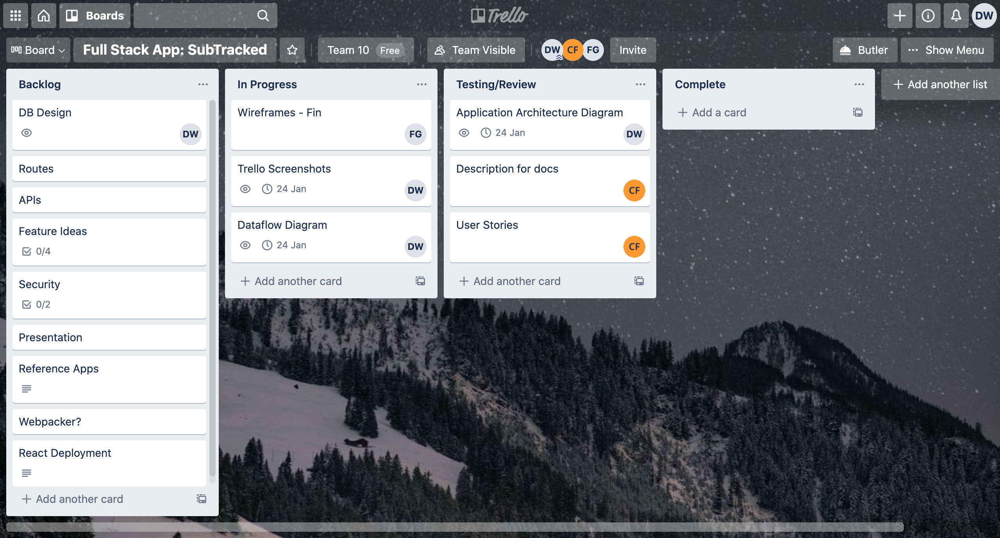 Boards
Trello
DW
Board
Full Stack App: SubTracked
Team 10 Free
Team Visible
DW CF FG
Invite
Butler
Show Menu
Backlog
DB Design
DW
Routes
APIs
Feature Ideas
0/4
Security
0/2
Presentation
Reference Apps
Webpacker?
React Deployment
Add another card
In Progress
Wireframes - Fin
FG
Trello Screenshots
24 Jan
DW
Dataflow Diagram
24 Jan
DW
Add another card
Testing/Review
Application Architecture Diagram
24 Jan
DW
Description for docs
CF
User Stories
CF
Add another card
Complete
Add a card
Add another list